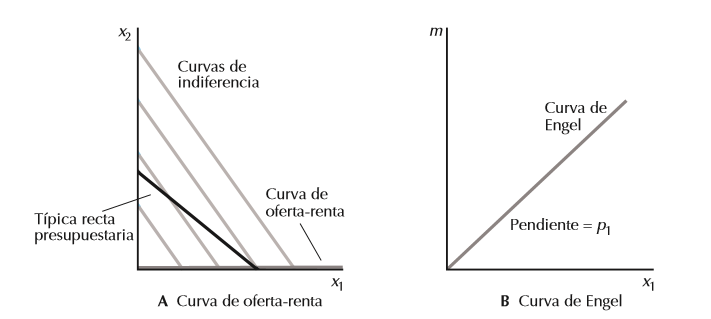 x₂
Curvas de
indiferencia
Curva de
oferta-renta
Típica recta
presupuestaria
x₁
A Curva de oferta-renta
m
Curva de
Engel
Pendiente = p₁
x₁
B Curva de Engel